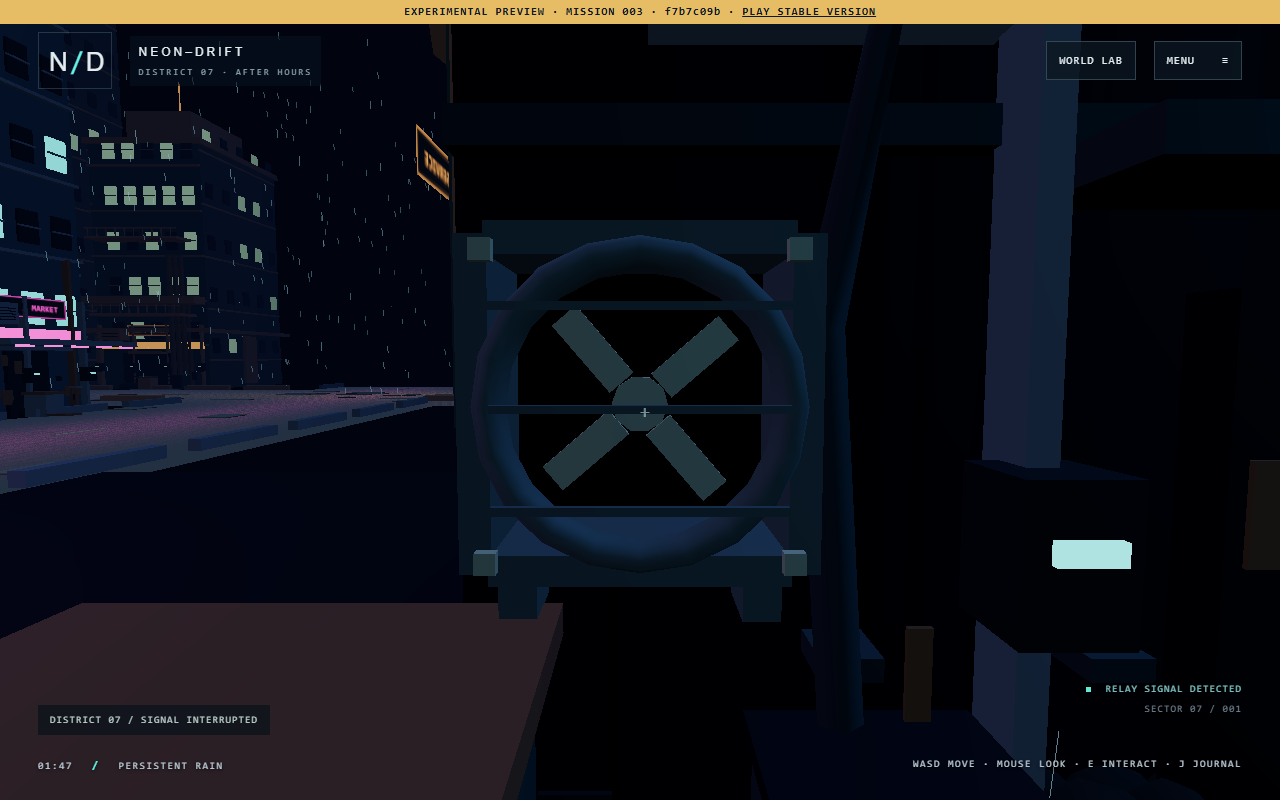 EXPERIMENTAL PREVIEW · MISSION 003 · f7b7c09b · PLAY STABLE VERSION
N/D
NEON–DRIFT
DISTRICT 07 · AFTER HOURS
WORLD LAB
MENU ≡
MARKET
RELAY SIGNAL DETECTED
SECTOR 07 / 001
DISTRICT 07 / SIGNAL INTERRUPTED
01:47 / PERSISTENT RAIN
WASD MOVE · MOUSE LOOK · E INTERACT · J JOURNAL